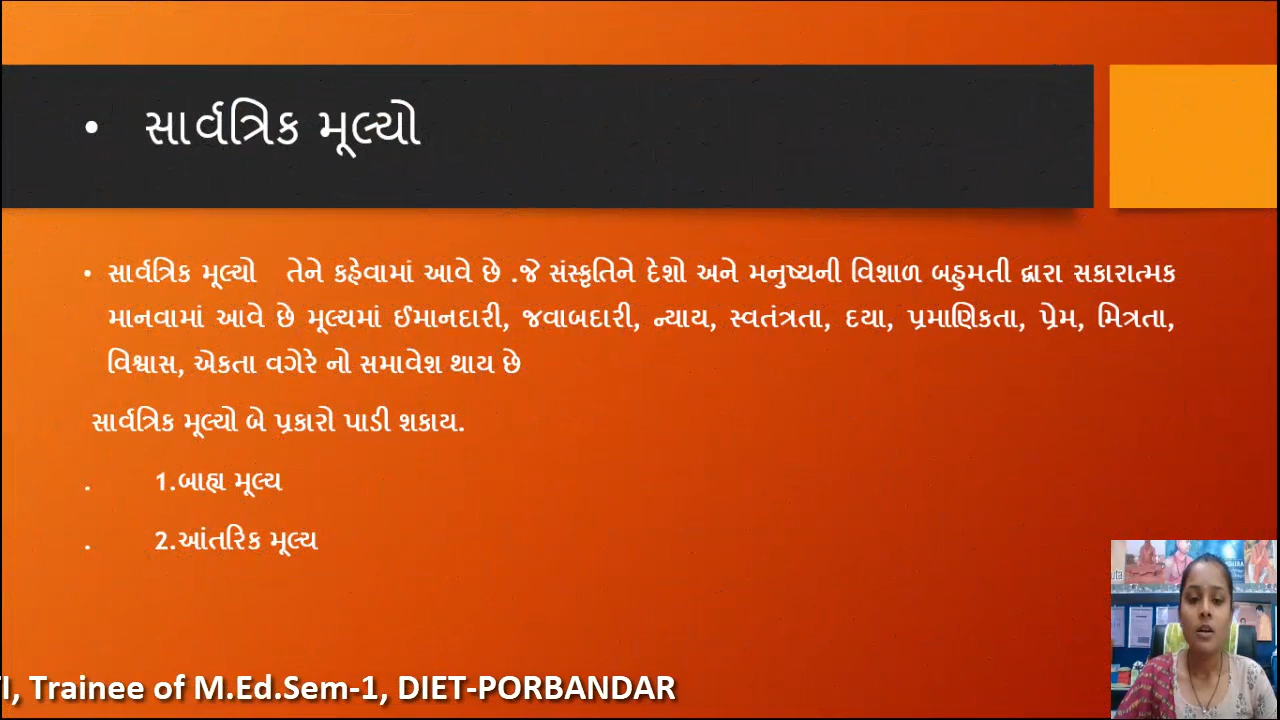 • સાર્વત્રિક મૂલ્યો
• સાર્વત્રિક મૂલ્યો તેને કહેવામાં આવે છે .જે સંસ્કૃતિને દેશો અને મનુષ્યની વિશાળ બહુમતી દ્વારા સકારાત્મક
માનવામાં આવે છે મૂલ્યમાં ઈમાનદારી, જવાબદારી, ન્યાય, સ્વતંત્રતા, દયા, પ્રમાણિકતા, પ્રેમ, મિત્રતા,
વિશ્વાસ, એકતા વગેરે નો સમાવેશ થાય છે
સાર્વત્રિક મૂલ્યો બે પ્રકારો પાડી શકાય.
. 1.બાહ્ય મૂલ્ય
. 2.આંતરિક મૂલ્ય
Trainee of M.Ed.Sem-1, DIET-PORBANDAR